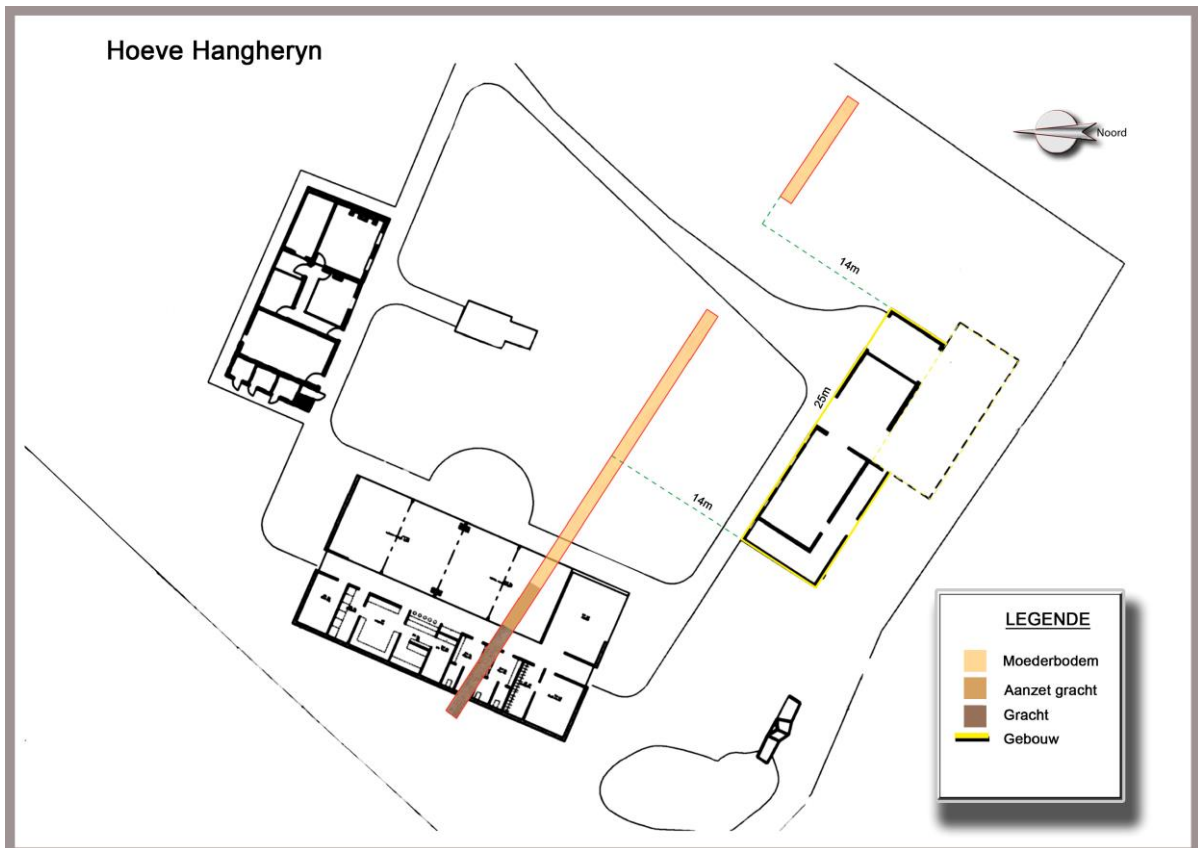 Hoeve Hangheryn
Noord
14m
25m
14m
LEGENDE
Moederbodem
Aanzet gracht
Gracht
Gebouw